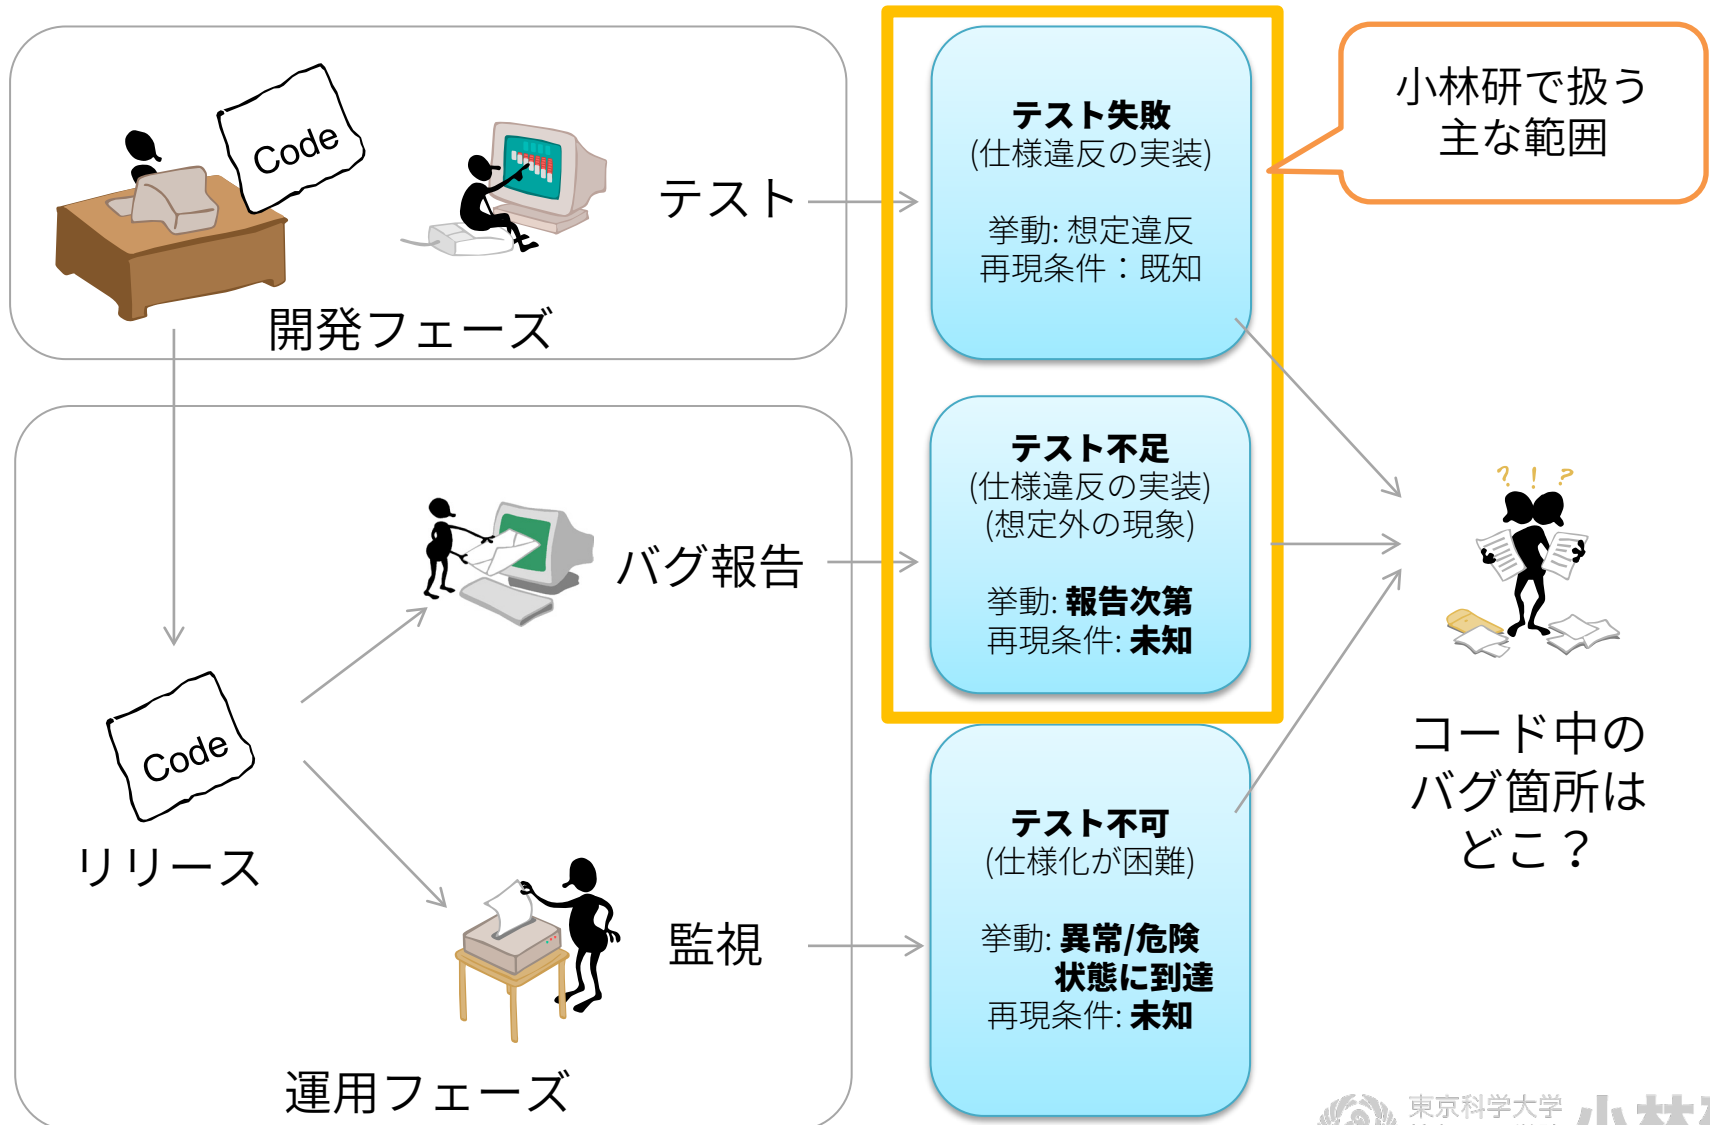 Code
テスト
開発フェーズ
テスト失敗
(仕様違反の実装)
挙動: 想定違反
再現条件：既知
小林研で扱う
主な範囲
バグ報告
テスト不足
(仕様違反の実装)
(想定外の現象)
挙動: 報告次第
再現条件: 未知
? ! ?
Code
リリース
監視
運用フェーズ
テスト不可
(仕様化が困難)
挙動: 異常/危険
状態に到達
再現条件: 未知
コード中の
バグ箇所は
どこ？
東京科学大学
小林